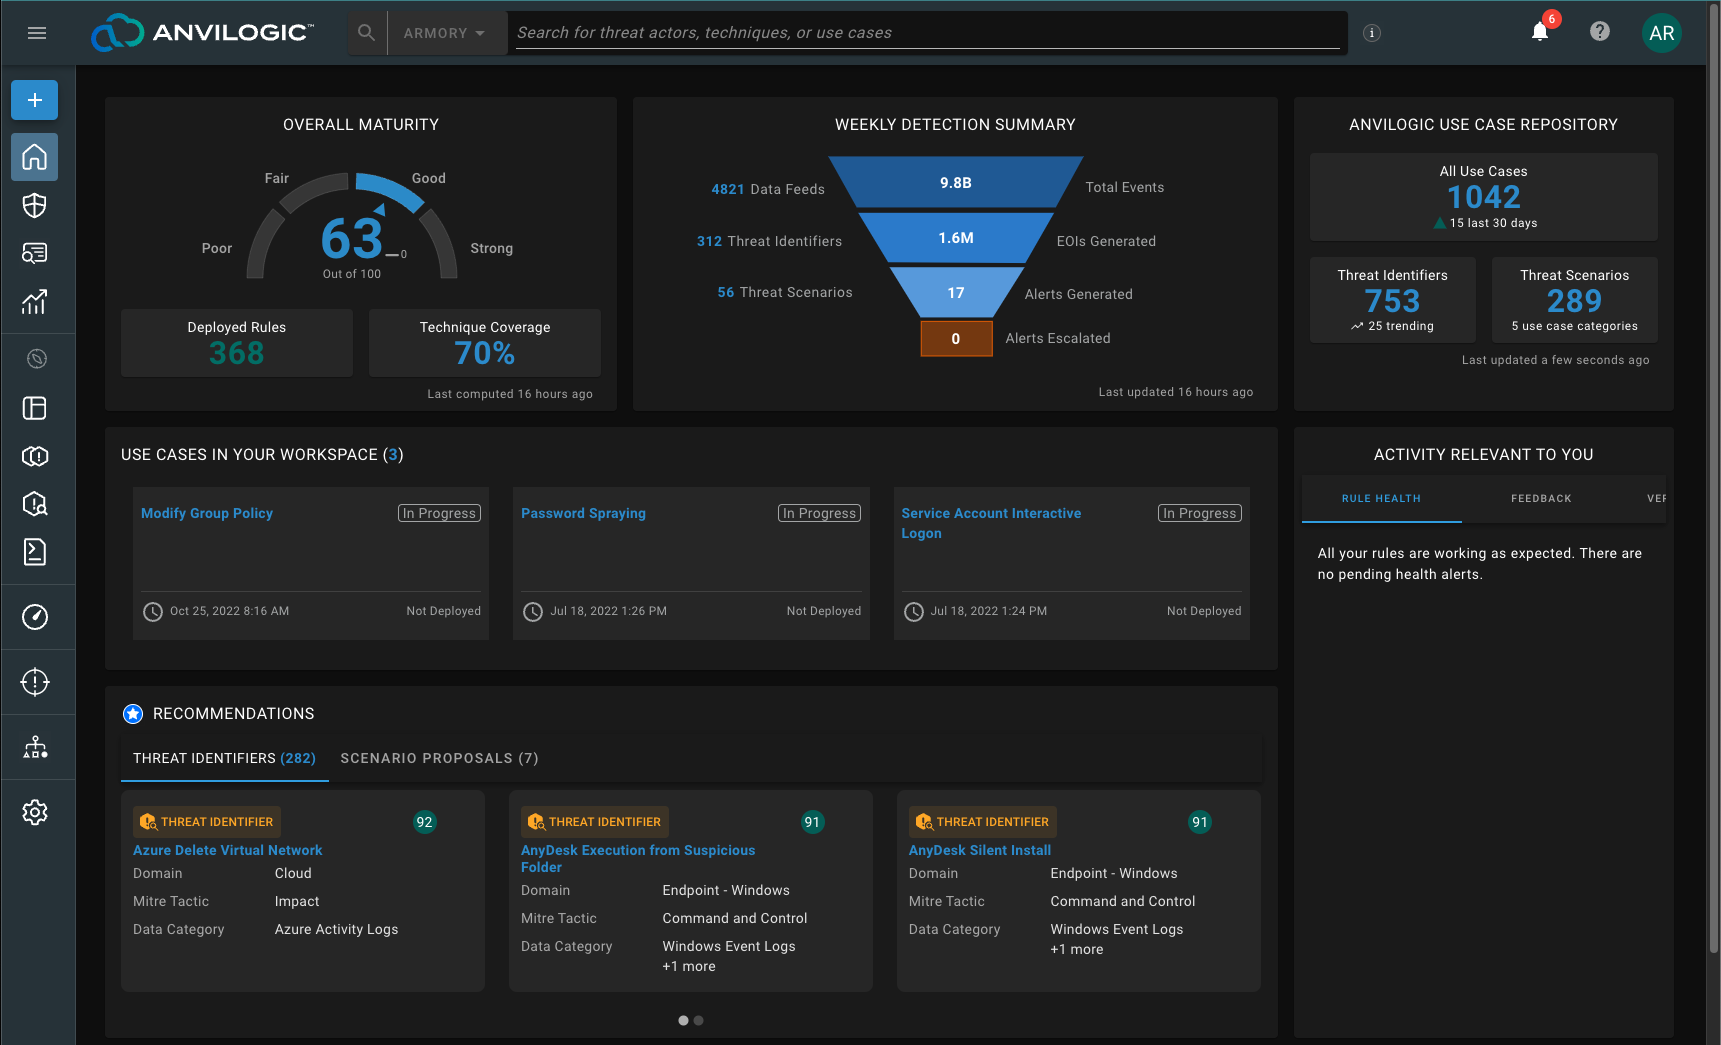 ANVILOGIC™
ARMORY
Search for threat actors, techniques, or use cases
i
6
?
AR
+
OVERALL MATURITY
Fair
Good
Poor
Strong
63
0
Out of 100
Deployed Rules
368
Technique Coverage
70%
Last computed 16 hours ago
WEEKLY DETECTION SUMMARY
4821 Data Feeds
9.8B
Total Events
312 Threat Identifiers
1.6M
EOIs Generated
56 Threat Scenarios
17
Alerts Generated
0
Alerts Escalated
Last updated 16 hours ago
ANVILOGIC USE CASE REPOSITORY
All Use Cases
1042
15 last 30 days
Threat Identifiers
753
25 trending
Threat Scenarios
289
5 use case categories
Last updated a few seconds ago
USE CASES IN YOUR WORKSPACE (3)
Modify Group Policy
In Progress
Oct 25, 2022 8:16 AM
Not Deployed
Password Spraying
In Progress
Jul 18, 2022 1:26 PM
Not Deployed
Service Account Interactive
Logon
In Progress
Jul 18, 2022 1:24 PM
Not Deployed
ACTIVITY RELEVANT TO YOU
RULE HEALTH
FEEDBACK
VER
All your rules are working as expected. There are
no pending health alerts.
RECOMMENDATIONS
THREAT IDENTIFIERS (282)
SCENARIO PROPOSALS (7)
THREAT IDENTIFIER
92
Azure Delete Virtual Network
Domain Cloud
Mitre Tactic Impact
Data Category Azure Activity Logs
THREAT IDENTIFIER
91
AnyDesk Execution from Suspicious
Folder
Domain Endpoint - Windows
Mitre Tactic Command and Control
Data Category Windows Event Logs
+1 more
THREAT IDENTIFIER
91
AnyDesk Silent Install
Domain Endpoint - Windows
Mitre Tactic Command and Control
Data Category Windows Event Logs
+1 more